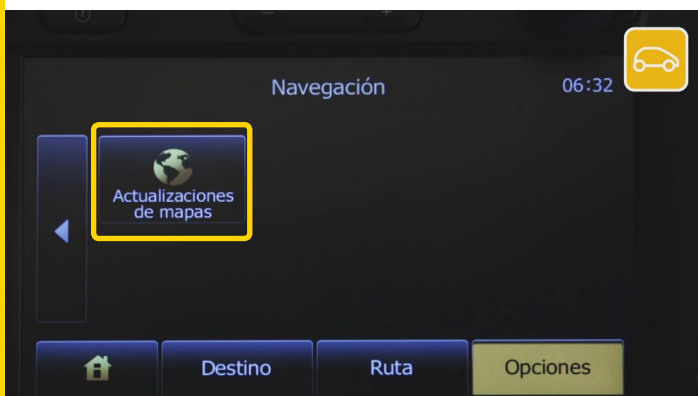 Navegación
06:32
Actualizaciones
de mapas
Destino
Ruta
Opciones